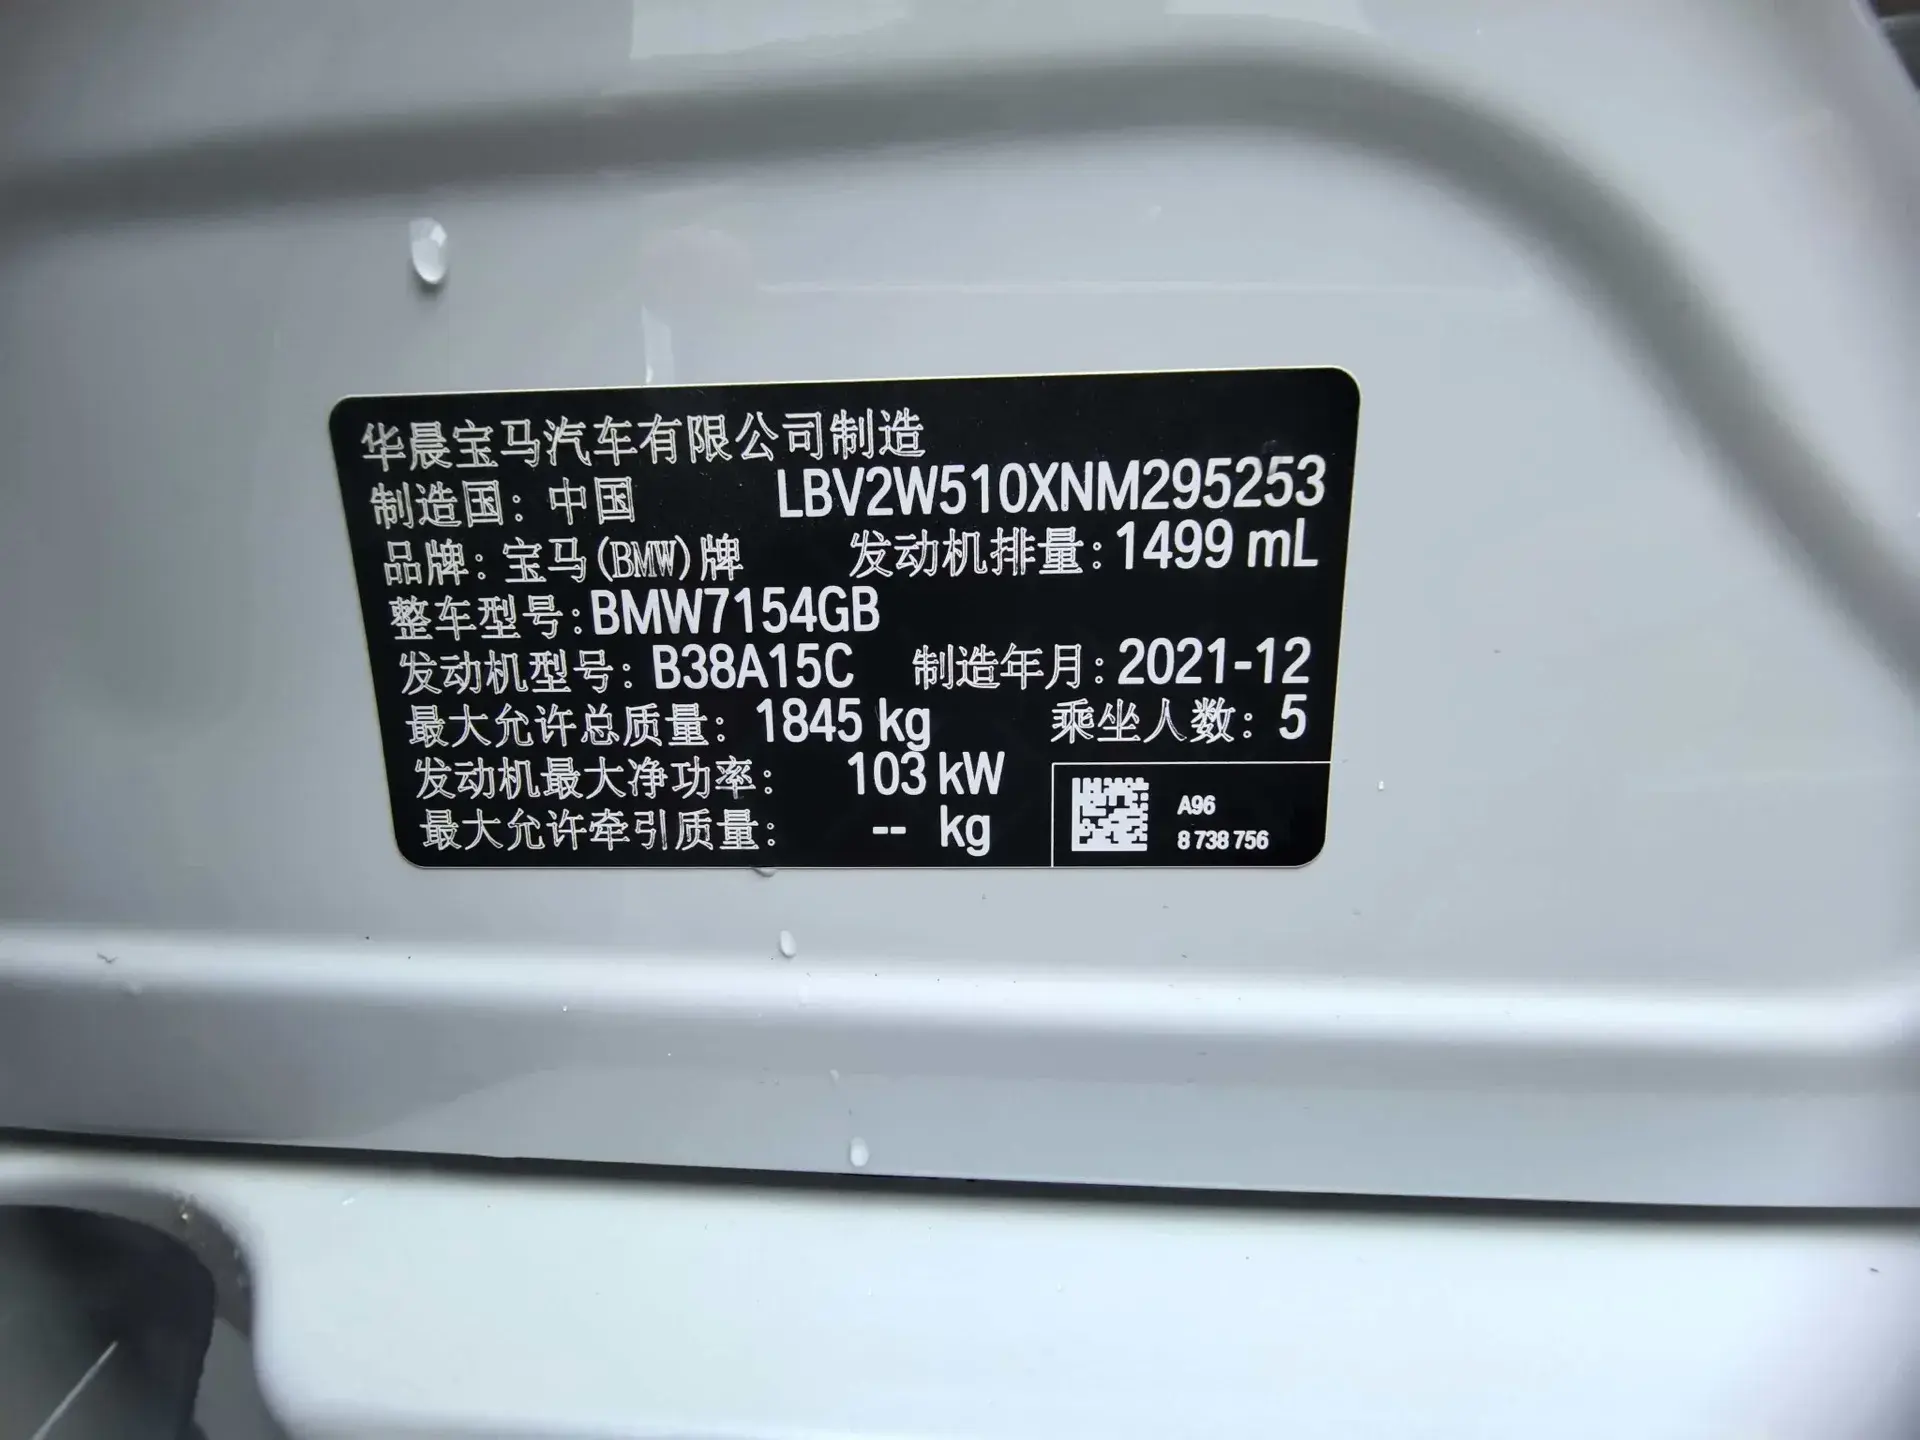 华晨宝马汽车有限公司制造
制造国：中国 LBV2W510XNM295253
品牌：宝马(BMW)牌 发动机排量：1499 mL
整车型号：BMW7154GB
发动机型号：B38A15C 制造年月：2021-12
最大允许总质量：1845 kg 乘坐人数：5
发动机最大净功率：103 kW
最大允许牵引质量：-- kg
A96
8 738 756